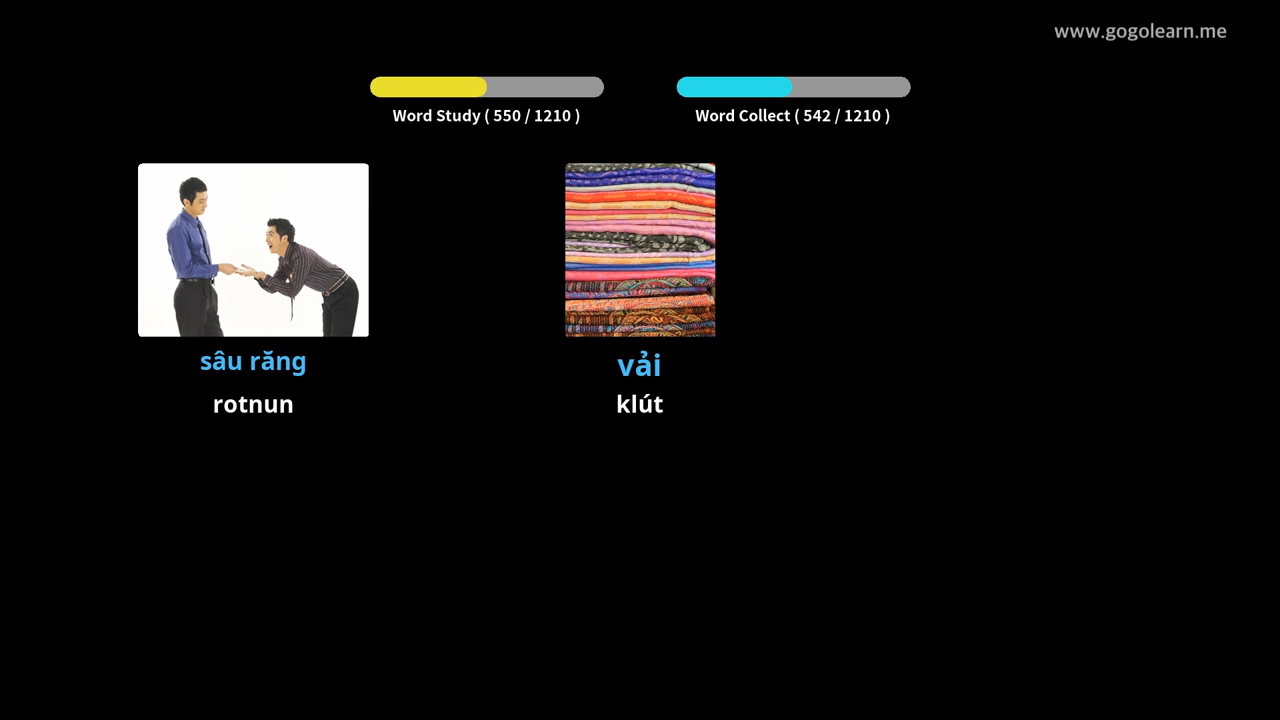 www.gogolearn.me
Word Study ( 550 / 1210 )
Word Collect ( 542 / 1210 )
sâu răng
rotnun
vải
klút